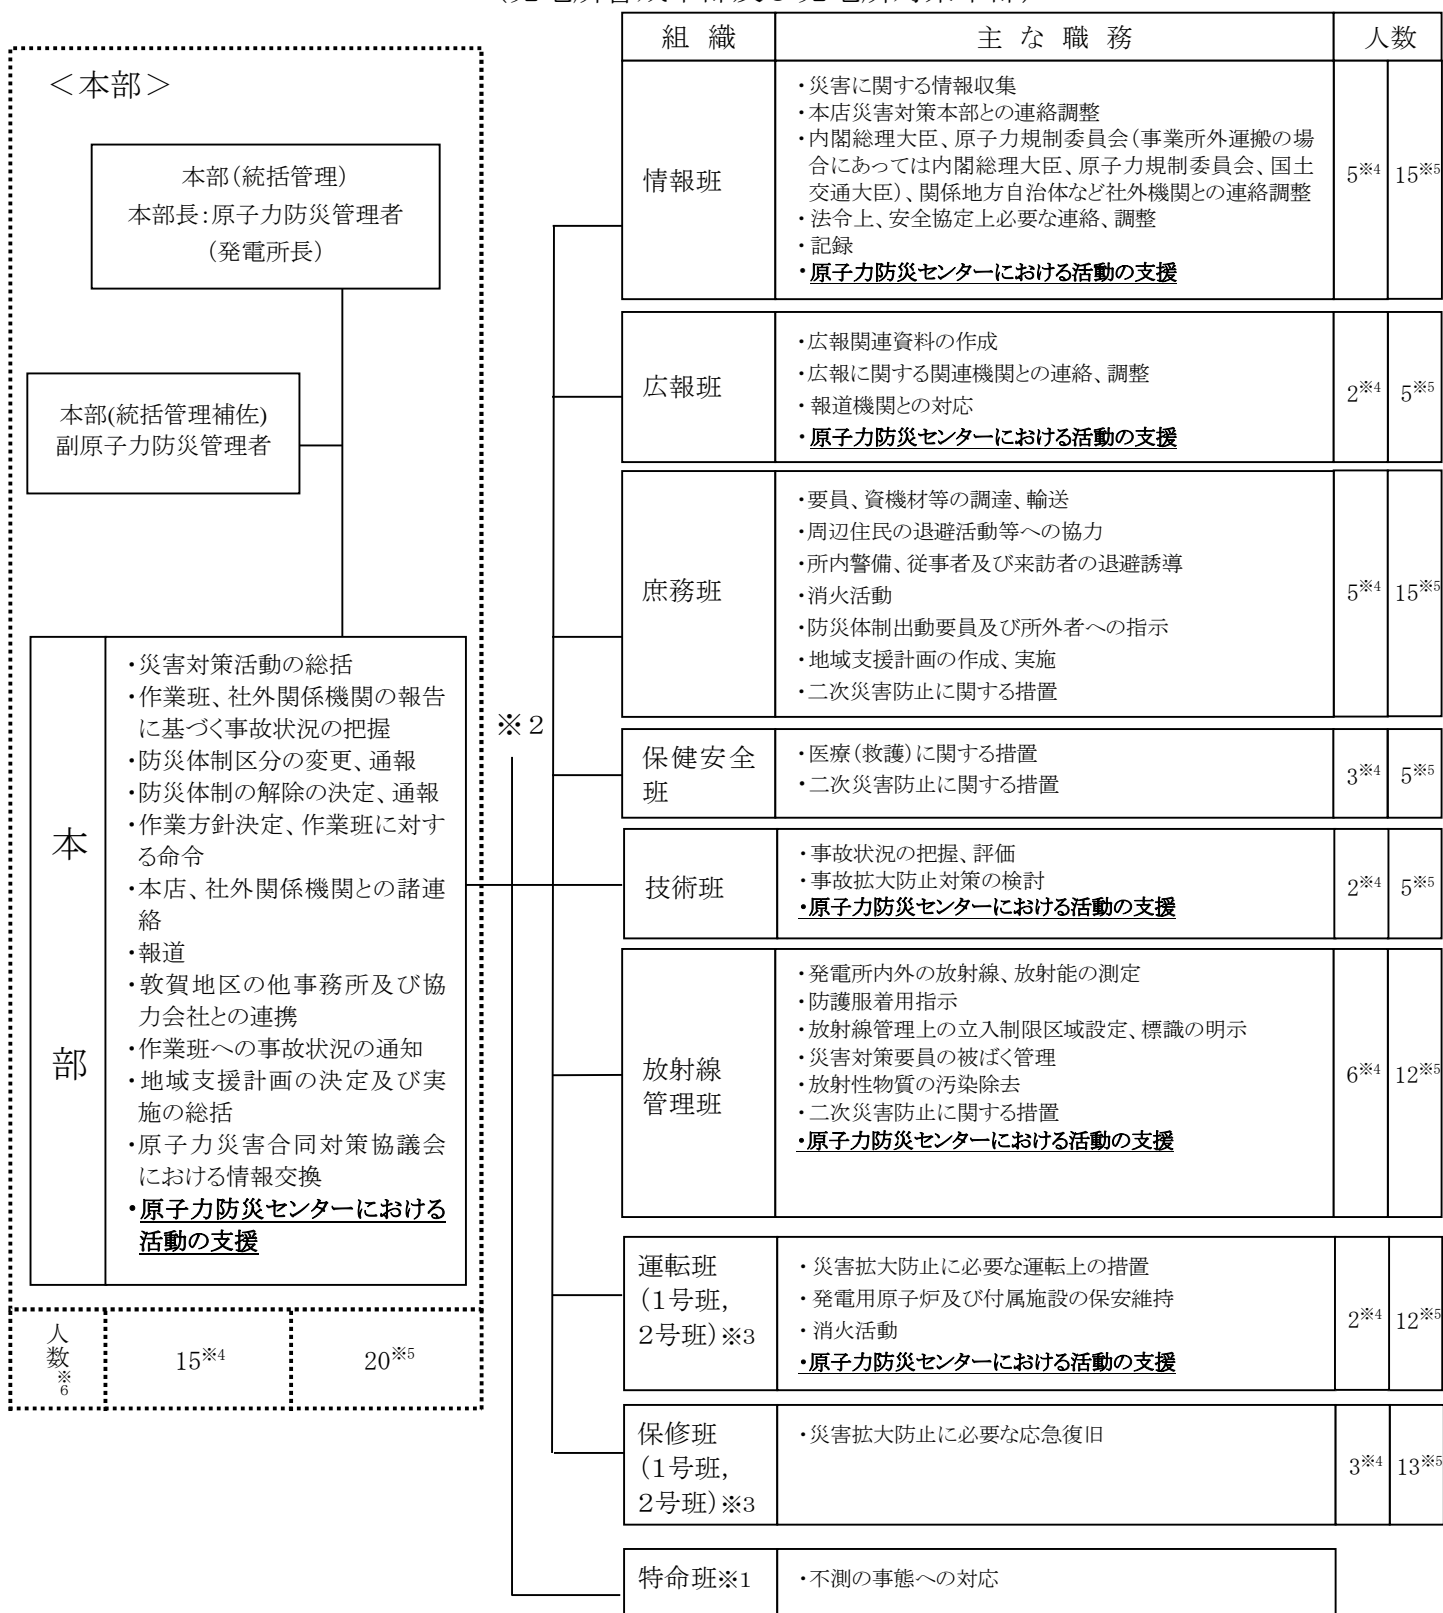 (発電所警戒本部及び発電所対策本部)
<本部>
本部(統括管理)
本部長:原子力防災管理者
(発電所長)
本部(統括管理補佐)
副原子力防災管理者
本部
・災害対策活動の総括
・作業班、社外関係機関の報告
に基づく事故状況の把握
・防災体制区分の変更、通報
・防災体制の解除の決定、通報
・作業方針決定、作業班に対す
る命令
・本店、社外関係機関との諸連
絡
・報道
・敦賀地区の他事務所及び協
力会社との連携
・作業班への事故状況の通知
・地域支援計画の決定及び実
施の総括
・原子力災害合同対策協議会
における情報交換
・原子力防災センターにおける
活動の支援
人数※6
15※4
20※5
※2
組 織
主 な 職 務
人数
情報班
・災害に関する情報収集
・本店災害対策本部との連絡調整
・内閣総理大臣、原子力規制委員会(事業所外運搬の場
合にあっては内閣総理大臣、原子力規制委員会、国土
交通大臣)、関係地方自治体など社外機関との連絡調整
・法令上、安全協定上必要な連絡、調整
・記録
・原子力防災センターにおける活動の支援
5※4
15※5
広報班
・広報関連資料の作成
・広報に関する関連機関との連絡、調整
・報道機関との対応
・原子力防災センターにおける活動の支援
2※4
5※5
庶務班
・要員、資機材等の調達、輸送
・周辺住民の退避活動等への協力
・所内警備、従事者及び来訪者の退避誘導
・消火活動
・防災体制出動要員及び所外者への指示
・地域支援計画の作成、実施
・二次災害防止に関する措置
5※4
15※5
保健安全
班
・医療(救護)に関する措置
・二次災害防止に関する措置
3※4
5※5
技術班
・事故状況の把握、評価
・事故拡大防止対策の検討
・原子力防災センターにおける活動の支援
2※4
5※5
放射線
管理班
・発電所内外の放射線、放射能の測定
・防護服着用指示
・放射線管理上の立入制限区域設定、標識の明示
・災害対策要員の被ばく管理
・放射性物質の汚染除去
・二次災害防止に関する措置
・原子力防災センターにおける活動の支援
6※4
12※5
運転班
(1号班,
2号班)※3
・災害拡大防止に必要な運転上の措置
・発電用原子炉及び付属施設の保安維持
・消火活動
・原子力防災センターにおける活動の支援
2※4
12※5
保修班
(1号班,
2号班)※3
・災害拡大防止に必要な応急復旧
3※4
13※5
特命班※1
・不測の事態への対応